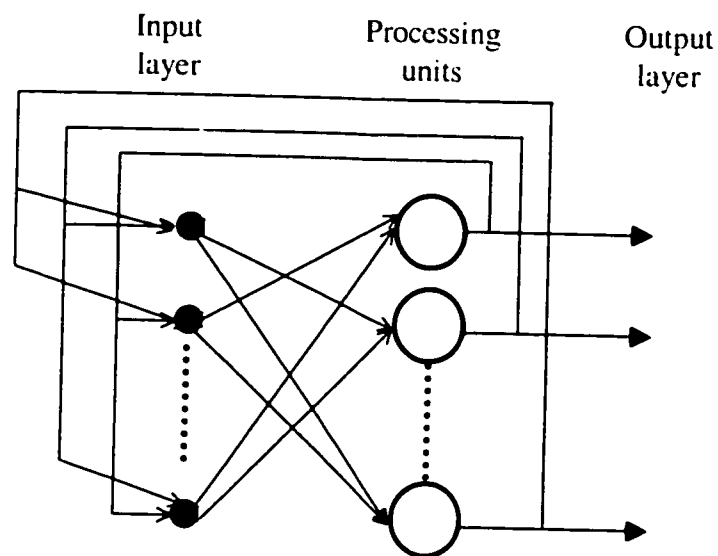 Input
layer
Processing
units
Output
layer